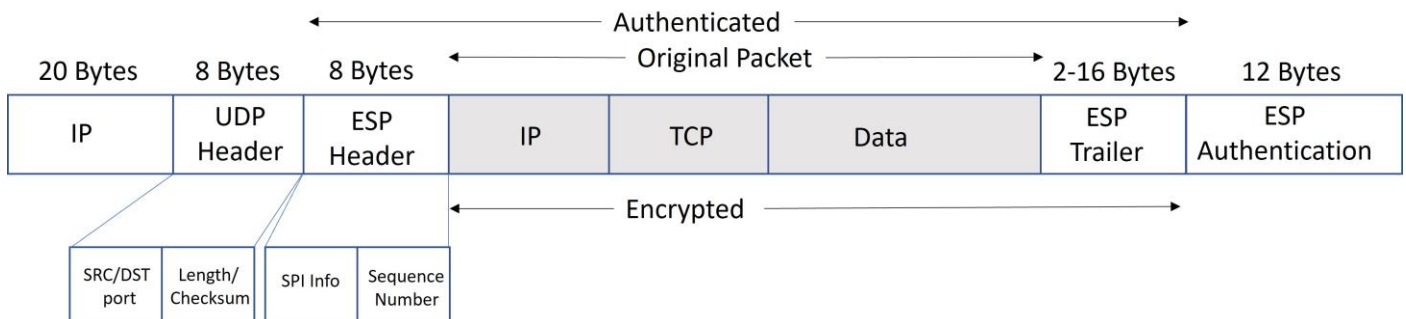 Authenticated
Original Packet
20 Bytes
8 Bytes
8 Bytes
2-16 Bytes
12 Bytes
IP
UDP
Header
ESP
Header
IP
TCP
Data
ESP
Trailer
ESP
Authentication
Encrypted
SRC/DST
port
Length/
Checksum
SPI Info
Sequence
Number